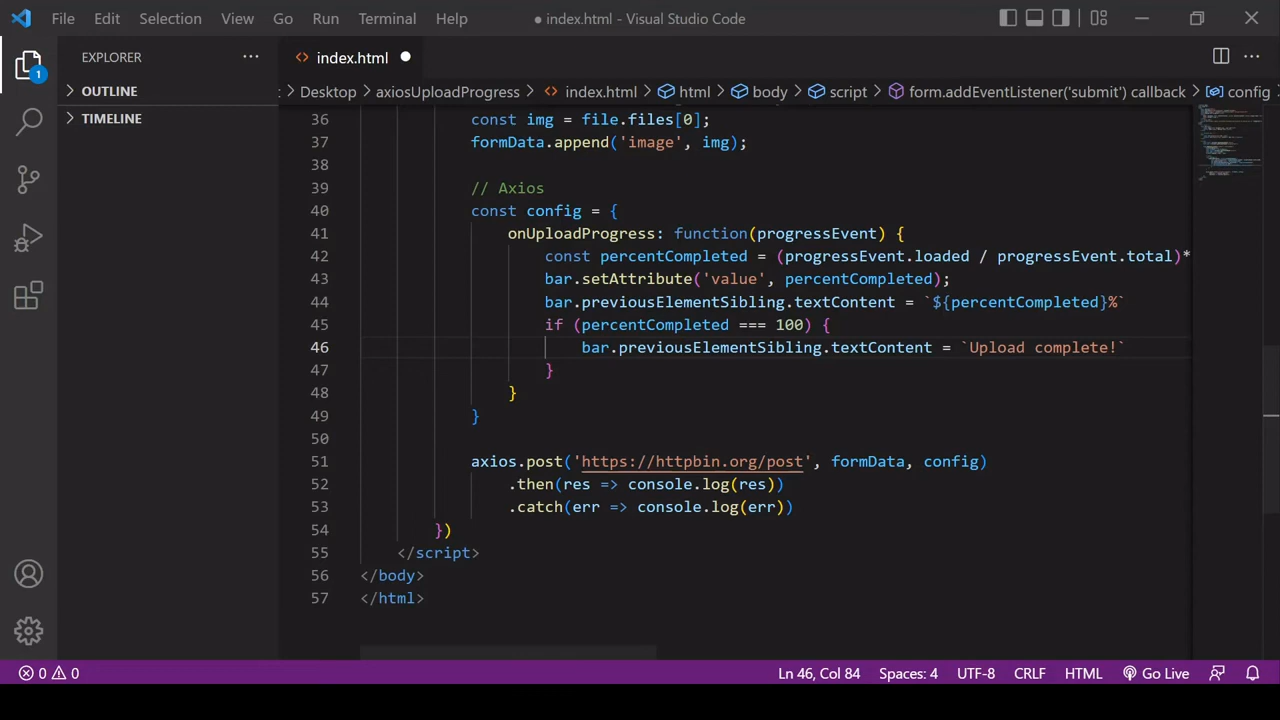 File Edit Selection View Go Run Terminal Help ● index.html - Visual Studio Code
EXPLORER
1
OUTLINE
TIMELINE
index.html
Desktop > axiosUploadProgress > index.html > html > body > script > form.addEventListener('submit') callback > config
36 const img = file.files[0];
37 formData.append('image', img);
38
39 // Axios
40 const config = {
41 onUploadProgress: function(progressEvent) {
42 const percentCompleted = (progressEvent.loaded / progressEvent.total)*
43 bar.setAttribute('value', percentCompleted);
44 bar.previousElementSibling.textContent = `${percentCompleted}%`
45 if (percentCompleted === 100) {
46 bar.previousElementSibling.textContent = `Upload complete!`
47 }
48 }
49 }
50
51 axios.post('https://httpbin.org/post', formData, config)
52 .then(res => console.log(res))
53 .catch(err => console.log(err))
54 })
55 </script>
56 </body>
57 </html>
0 0 Ln 46, Col 84 Spaces: 4 UTF-8 CRLF HTML Go Live